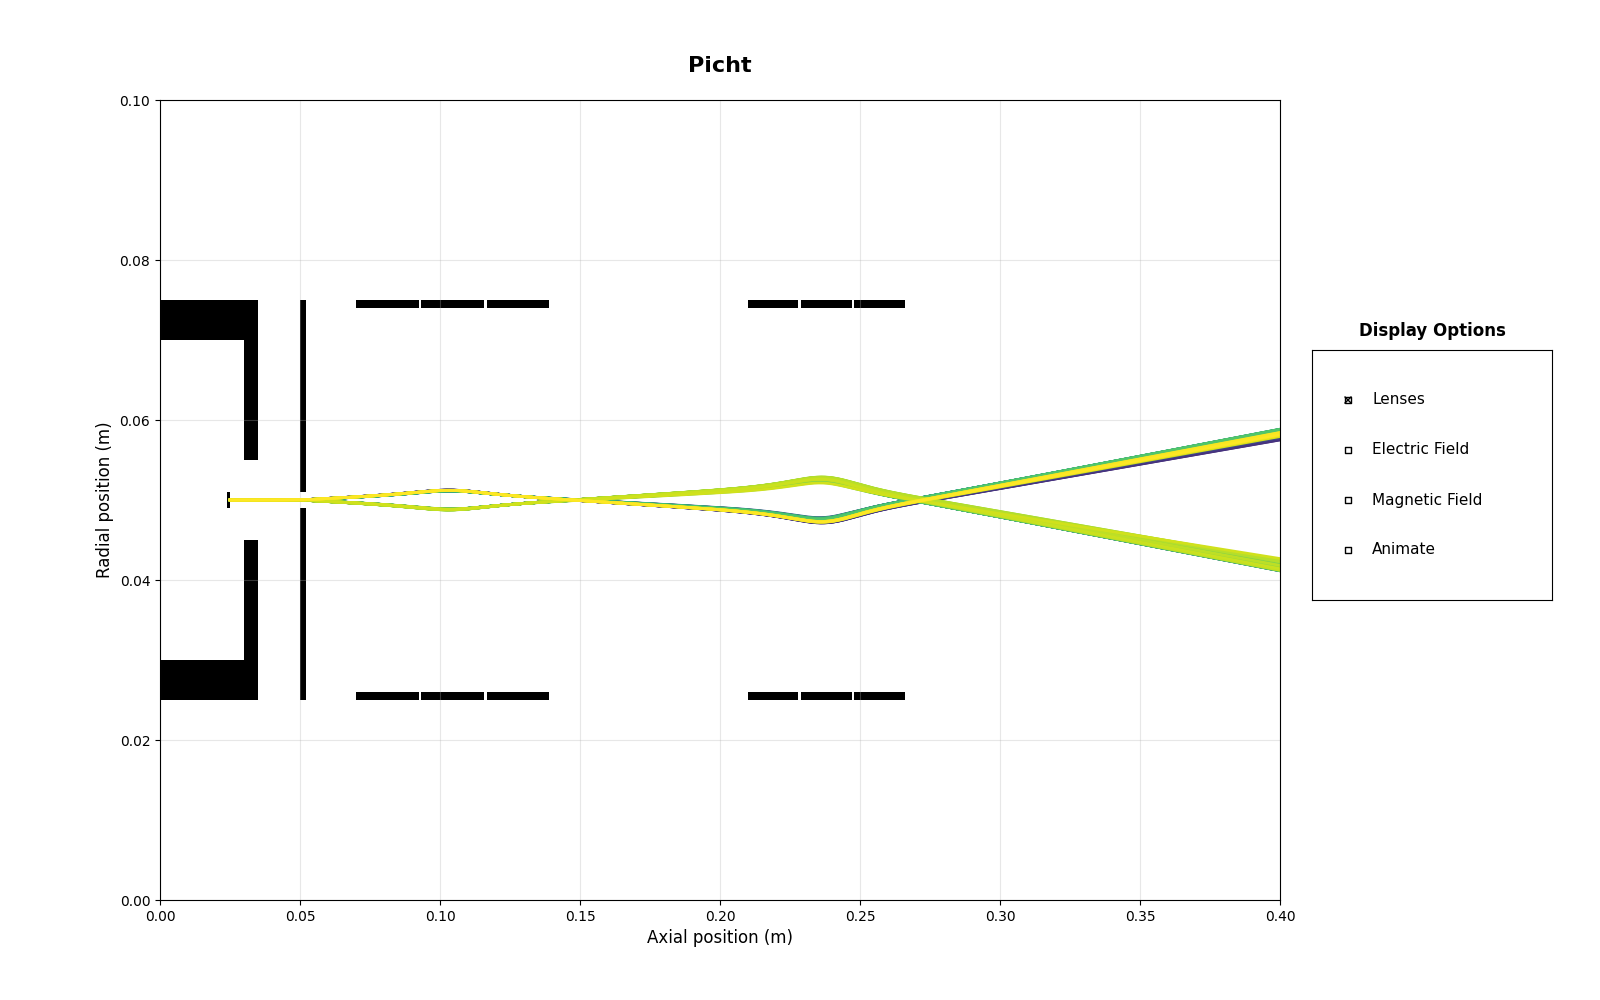 Picht
0.10
0.08
0.06
0.04
0.02
0.00
Radial position (m)
0.00 0.05 0.10 0.15 0.20 0.25 0.30 0.35 0.40
Axial position (m)
Display Options
Lenses
Electric Field
Magnetic Field
Animate